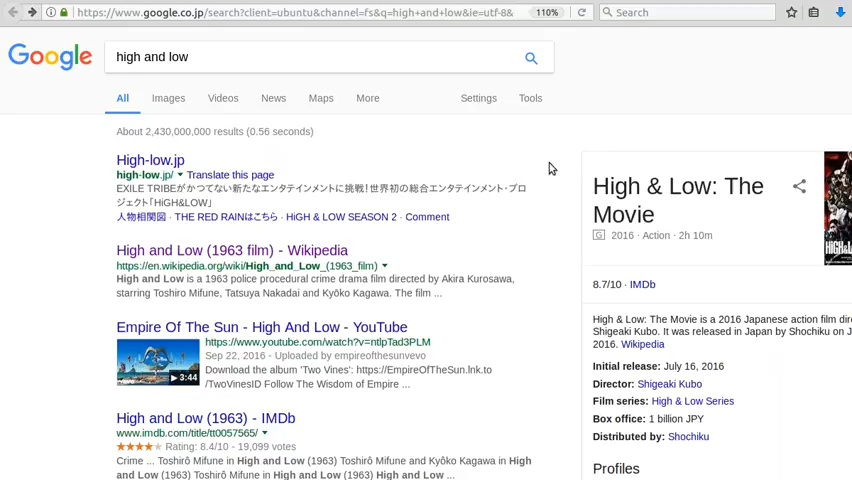 https://www.google.co.jp/search?client=ubuntu&channel=fs&q=high+and+low&ie=utf-8& 110% Search
Google high and low
All Images Videos News Maps More Settings Tools
About 2,430,000,000 results (0.56 seconds)
High-low.jp
high-low.jp/ Translate this page
EXILE TRIBEがかつてない新たなエンタテインメントに挑戦!世界初の総合エンタテインメント・プロ
ジェクト「HiGH&LOW」
人物相関図 · THE RED RAINはこちら · HiGH & LOW SEASON 2 · Comment
High and Low (1963 film) - Wikipedia
https://en.wikipedia.org/wiki/High_and_Low_(1963_film)
High and Low is a 1963 police procedural crime drama film directed by Akira Kurosawa,
starring Toshiro Mifune, Tatsuya Nakadai and Kyōko Kagawa. The film ...
Empire Of The Sun - High And Low - YouTube
https://www.youtube.com/watch?v=ntlpTad3PLM
Sep 22, 2016 - Uploaded by empireofthesunvevo
Download the album 'Two Vines': https://EmpireOfTheSun.lnk.to
/TwoVinesID Follow The Wisdom of Empire ...
3:44
High and Low (1963) - IMDb
www.imdb.com/title/tt0057565/
Rating: 8.4/10 - 19,099 votes
Crime ... Toshirô Mifune in High and Low (1963) Toshirô Mifune and Kyôko Kagawa in High
and Low (1963) Toshirô Mifune in High and Low (1963) High and Low ...
High & Low: The
Movie
G 2016 · Action · 2h 10m
8.7/10 · IMDb
High & Low: The Movie is a 2016 Japanese action film dir
Shigeaki Kubo. It was released in Japan by Shochiku on J
2016. Wikipedia
Initial release: July 16, 2016
Director: Shigeaki Kubo
Film series: High & Low Series
Box office: 1 billion JPY
Distributed by: Shochiku
Profiles